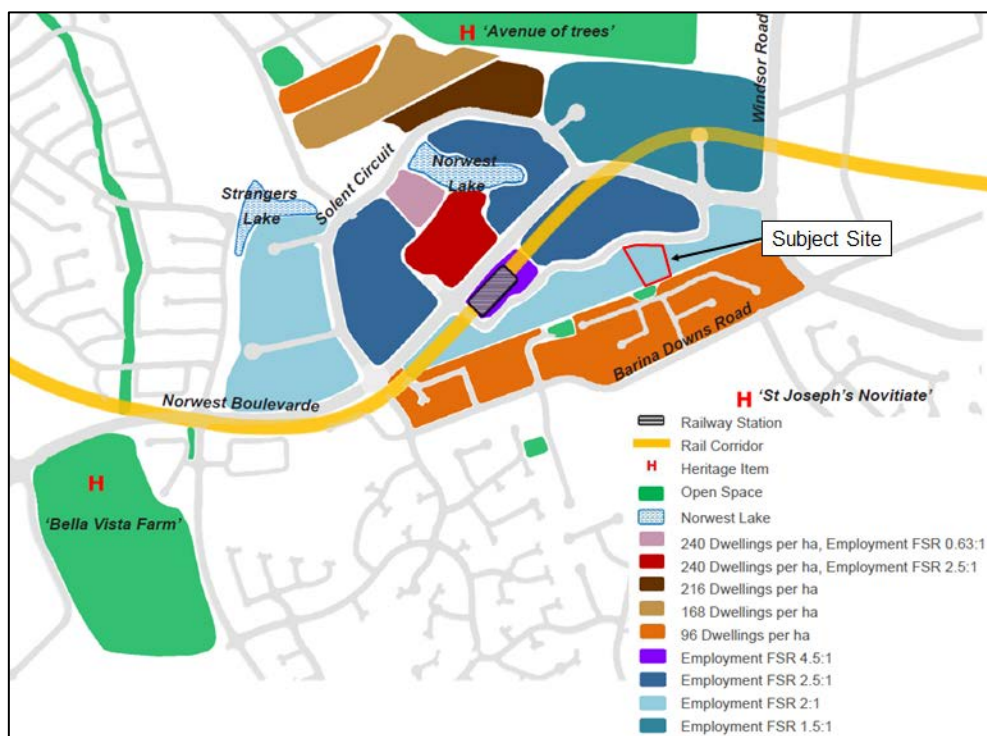 H 'Avenue of trees'
Windsor Road
Norwest
Lake
Solent Circuit
Strangers
Lake
Subject Site
Barina Downs Road
Norwest Boulevarde
H 'St Joseph's Novitiate'
H
'Bella Vista Farm'
Railway Station
Rail Corridor
H Heritage Item
Open Space
Norwest Lake
240 Dwellings per ha, Employment FSR 0.63:1
240 Dwellings per ha, Employment FSR 2.5:1
216 Dwellings per ha
168 Dwellings per ha
96 Dwellings per ha
Employment FSR 4.5:1
Employment FSR 2.5:1
Employment FSR 2:1
Employment FSR 1.5:1